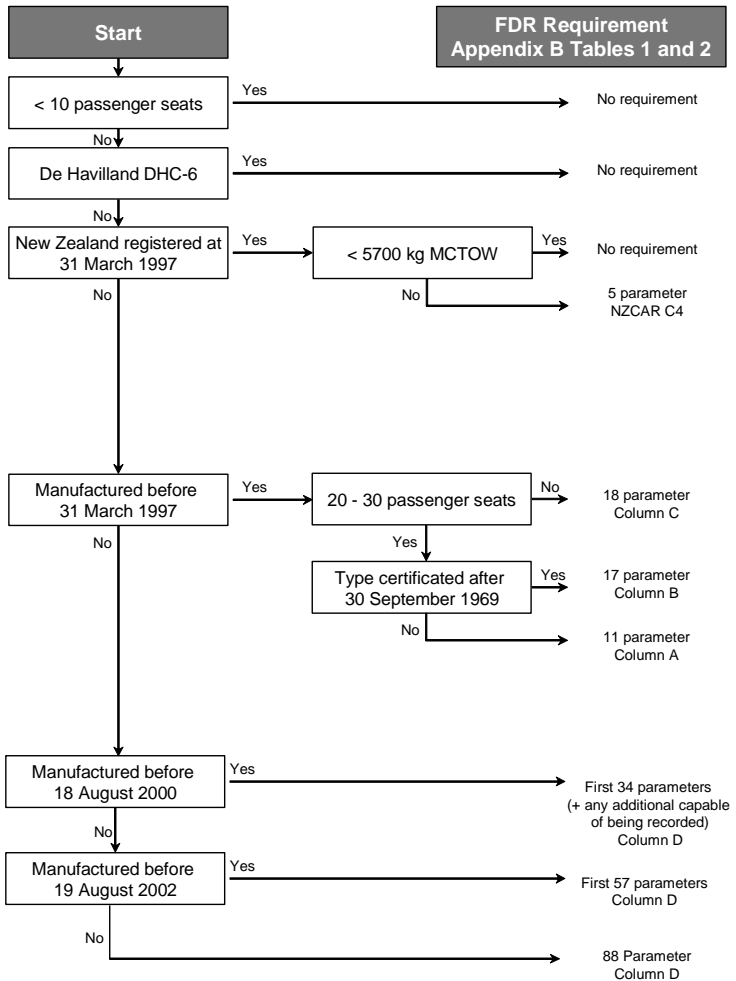 Start
FDR Requirement
Appendix B Tables 1 and 2
< 10 passenger seats
Yes
No requirement
No
De Havilland DHC-6
Yes
No requirement
No
New Zealand registered at
31 March 1997
Yes
< 5700 kg MCTOW
Yes
No requirement
No
No
5 parameter
NZCAR C4
Manufactured before
31 March 1997
Yes
20 - 30 passenger seats
No
18 parameter
Column C
No
Yes
Type certificated after
30 September 1969
Yes
17 parameter
Column B
No
11 parameter
Column A
Manufactured before
18 August 2000
Yes
First 34 parameters
(+ any additional capable
of being recorded)
Column D
No
Manufactured before
19 August 2002
Yes
First 57 parameters
Column D
No
88 Parameter
Column D